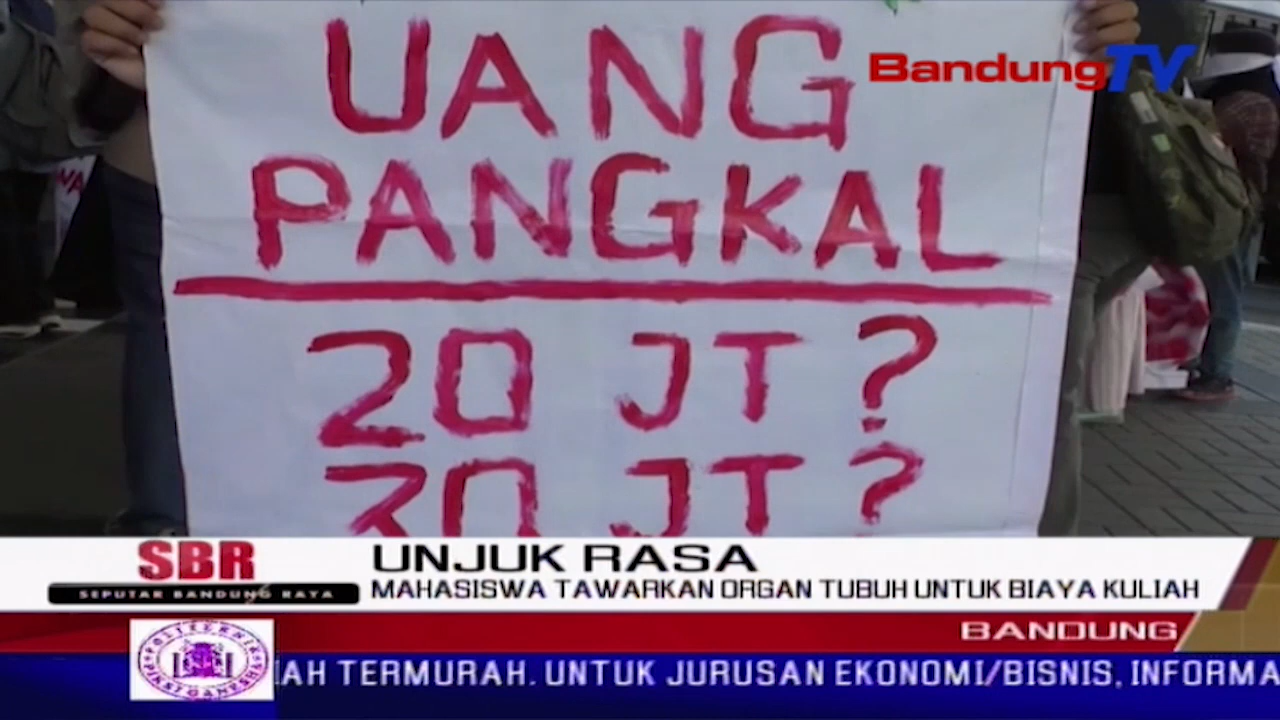 UANG
PANGKAL
20 JT ?
30 JT ?
BandungTV
SBR
SEPUTAR BANDUNG RAYA
UNJUK RASA
MAHASISWA TAWARKAN ORGAN TUBUH UNTUK BIAYA KULIAH
BANDUNG
POLITEKNIK
IAH TERMURAH. UNTUK JURUSAN EKONOMI/BISNIS, INFORMA